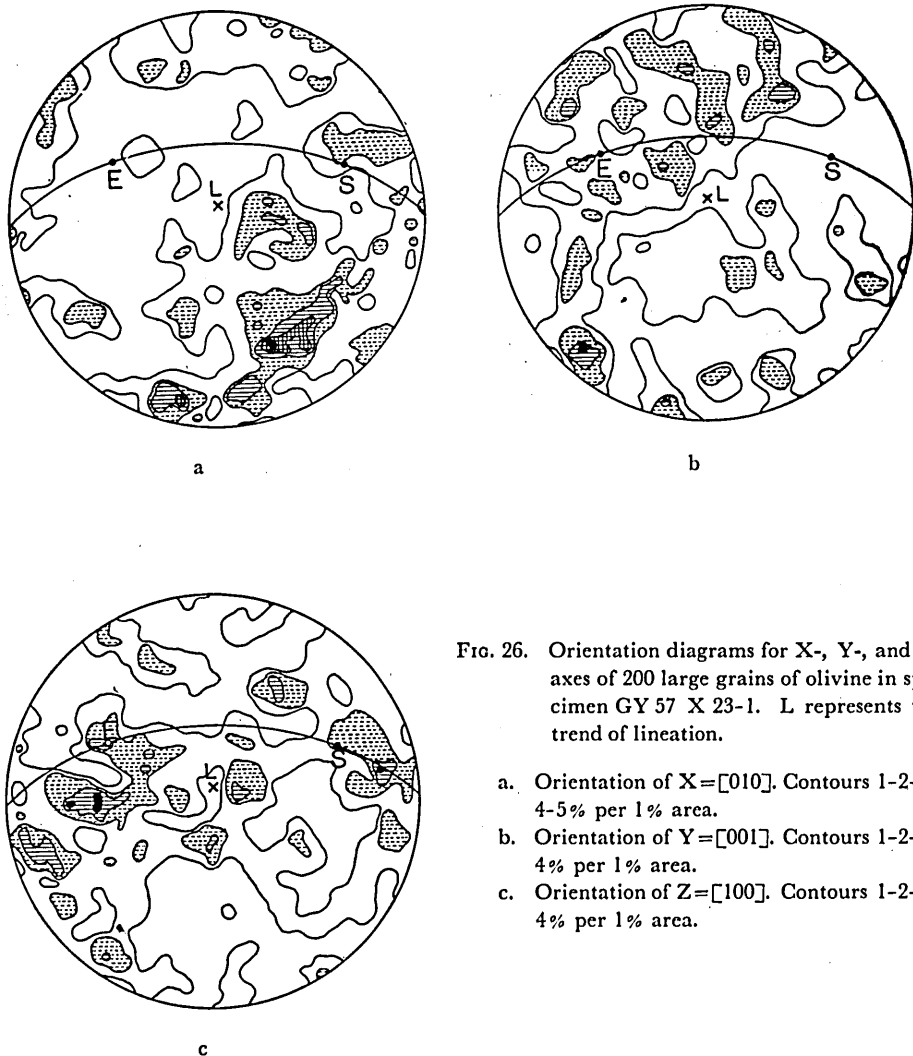 E
L
S
a
E
L
S
b
L
S
c
FIG. 26. Orientation diagrams for X-, Y-, and
axes of 200 large grains of olivine in
cimen GY 57 X 23-1. L represents
trend of lineation.
a. Orientation of X=[010]. Contours 1-2-
4-5% per 1% area.
b. Orientation of Y=[001]. Contours 1-2-
4% per 1% area.
c. Orientation of Z=[100]. Contours 1-2-
4% per 1% area.